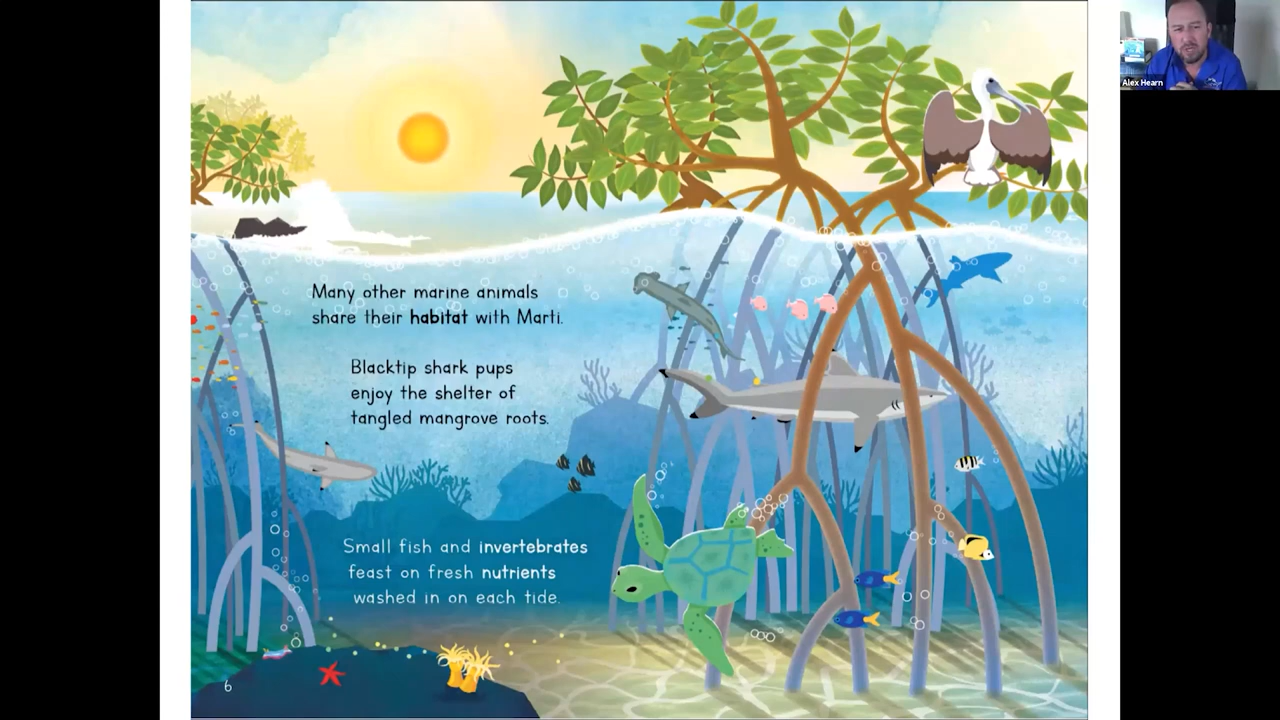 Many other marine animals
share their habitat with Marti.
Blacktip shark pups
enjoy the shelter of
tangled mangrove roots.
Small fish and invertebrates
feast on fresh nutrients
washed in on each tide.
6
Alex Hearn